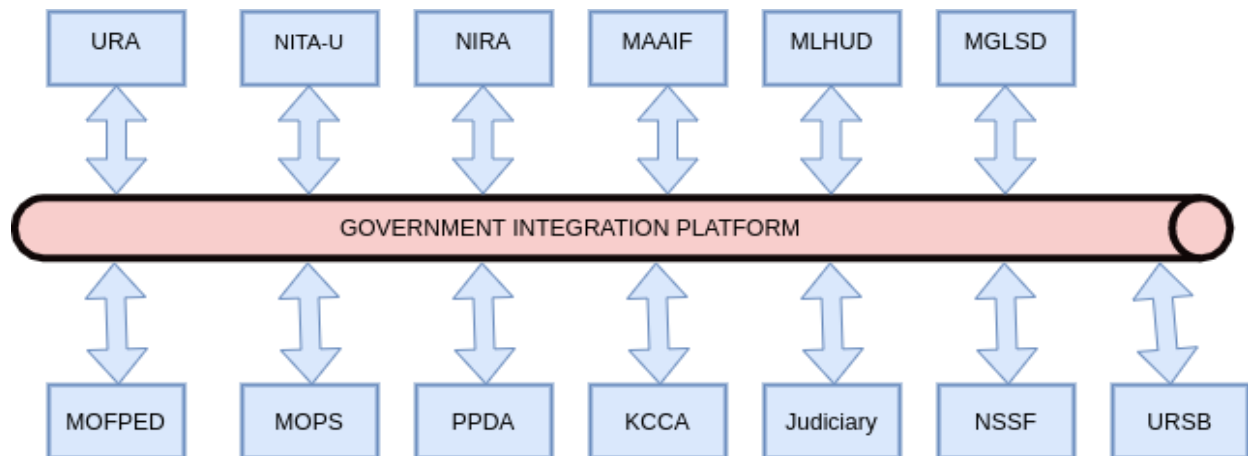 URA
NITA-U
NIRA
MAAIF
MLHUD
MGLSD
GOVERNMENT INTEGRATION PLATFORM
MOFPED
MOPS
PPDA
KCCA
Judiciary
NSSF
URSB